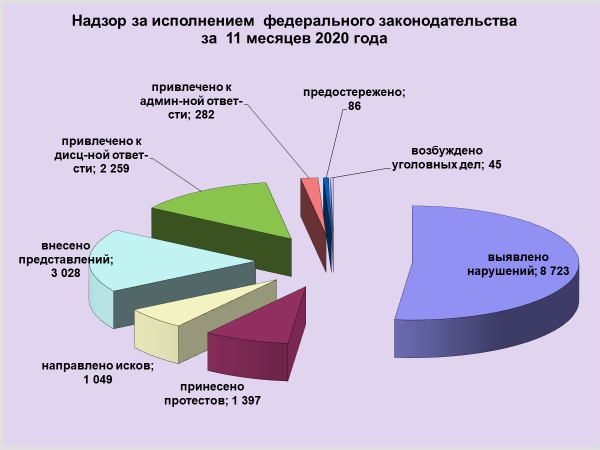 Надзор за исполнением федерального законодательства
за 11 месяцев 2020 года
привлечено к
админ-ной ответ-
сти; 282
предостережено;
86
привлечено к
дисц-ной ответ-
сти; 2 259
возбуждено
уголовных дел; 45
внесено
представлений;
3 028
выявлено
нарушений; 8 723
направлено исков;
1 049
принесено
протестов; 1 397